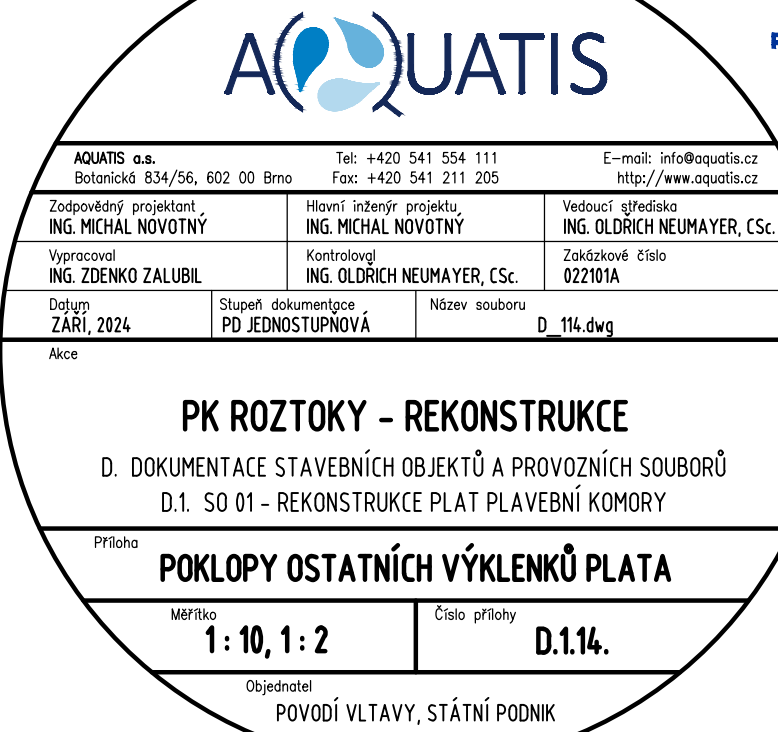 AQUATIS
AQUATIS a.s. Tel: +420 541 554 111 E-mail: info@aquatis.cz
Botanická 834/56, 602 00 Brno Fax: +420 541 211 205 http://www.aquatis.cz
Zodpovědný projektant Hlavní inženýr projektu Vedoucí střediska
ING. MICHAL NOVOTNÝ ING. MICHAL NOVOTNÝ ING. OLDŘICH NEUMAYER, CSc.
Vypracoval Kontroloval Zakázkové číslo
ING. ZDENKO ZALUBIL ING. OLDŘICH NEUMAYER, CSc. 022101A
Datum Stupeň dokumentace Název souboru
ZÁŘÍ, 2024 PD JEDNOSTUPŇOVÁ D_114.dwg
Akce
PK ROZTOKY - REKONSTRUKCE
D. DOKUMENTACE STAVEBNÍCH OBJEKTŮ A PROVOZNÍCH SOUBORŮ
D.1. SO 01 - REKONSTRUKCE PLAT PLAVEBNÍ KOMORY
Příloha
POKLOPY OSTATNÍCH VÝKLENKŮ PLATA
Měřítko Číslo přílohy
1 : 10, 1 : 2 D.1.14.
Objednatel
POVODÍ VLTAVY, STÁTNÍ PODNIK